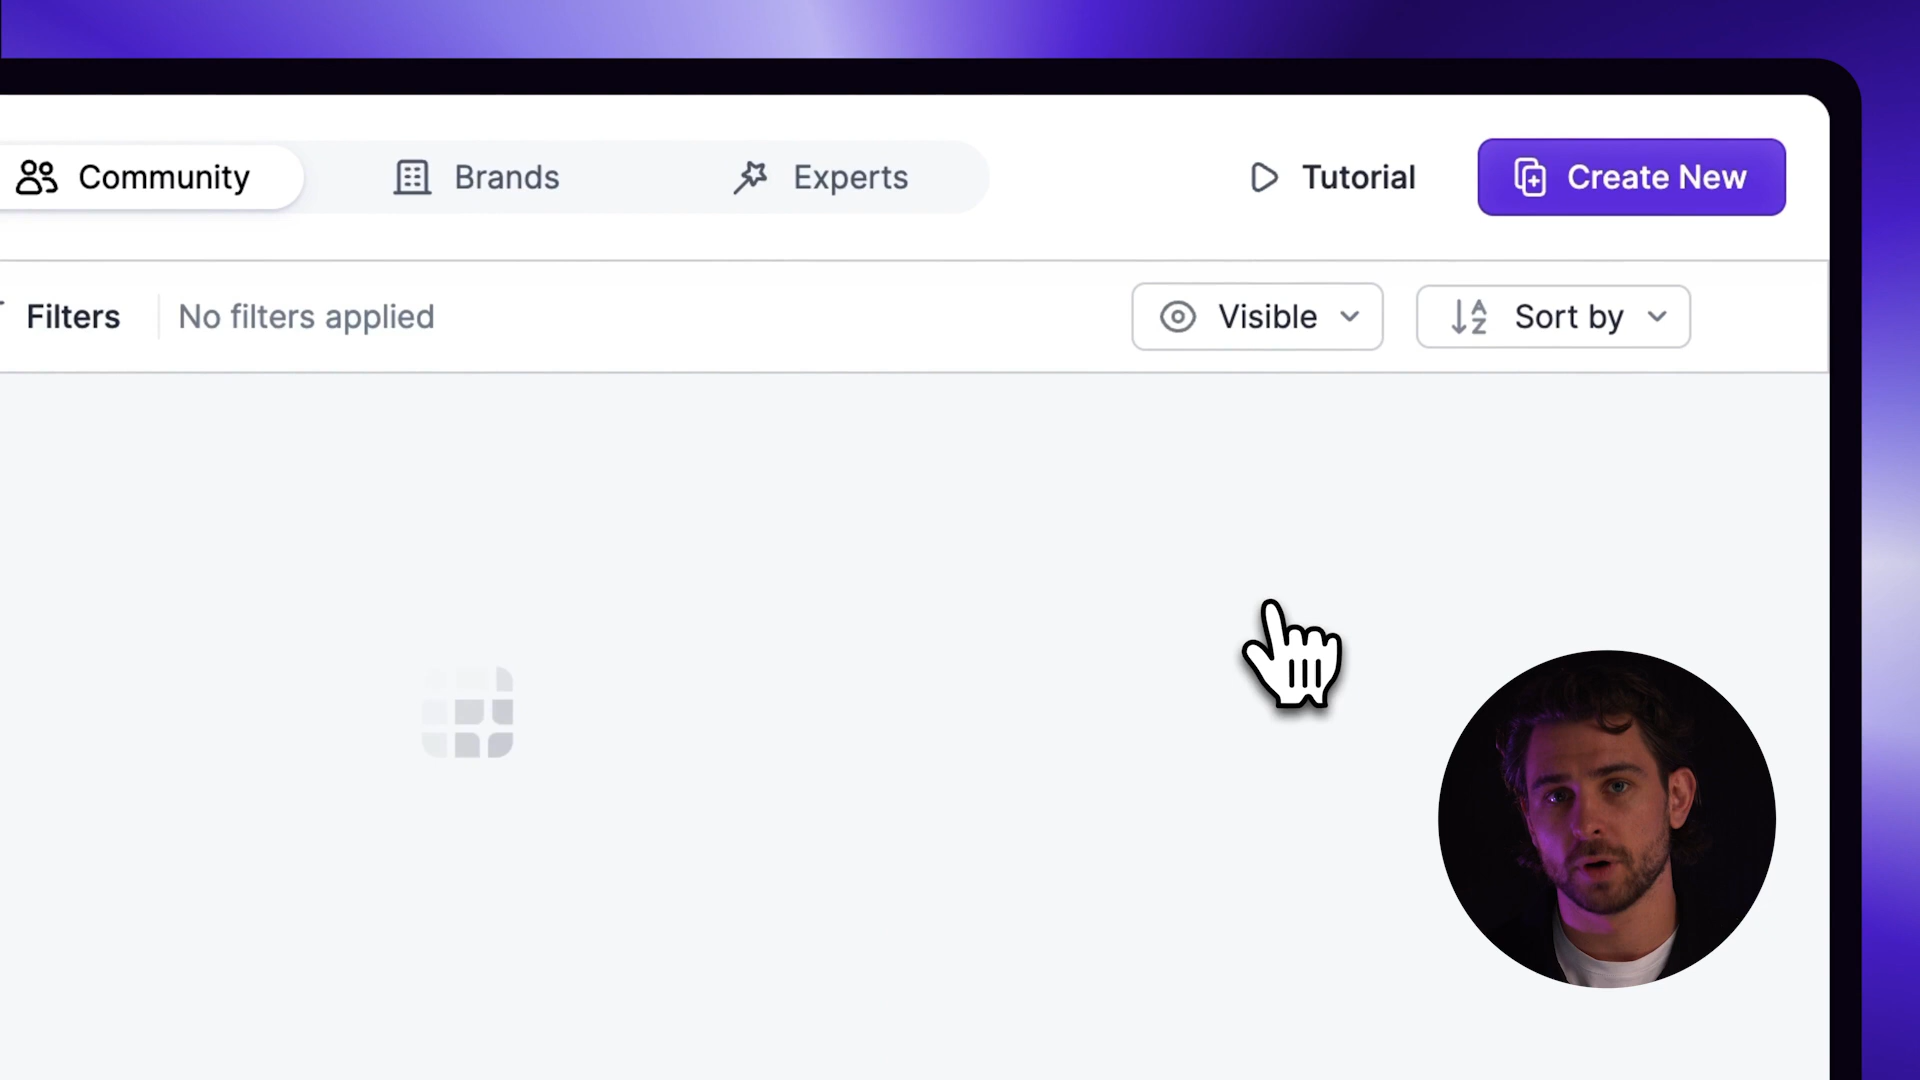 Community Brands Experts Tutorial Create New
Filters No filters applied Visible Sort by